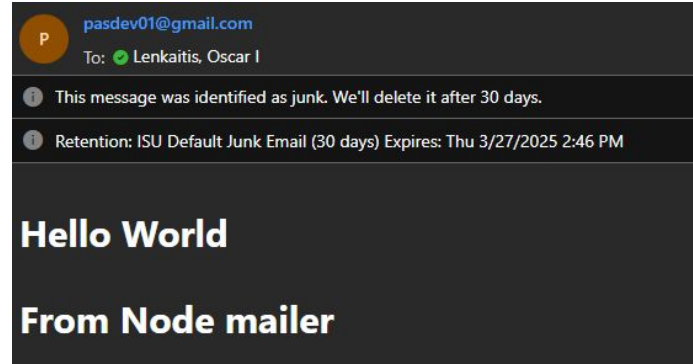 P
pasdev01@gmail.com
To: Lenkaitis, Oscar I
This message was identified as junk. We'll delete it after 30 days.
Retention: ISU Default Junk Email (30 days) Expires: Thu 3/27/2025 2:46 PM
Hello World
From Node mailer